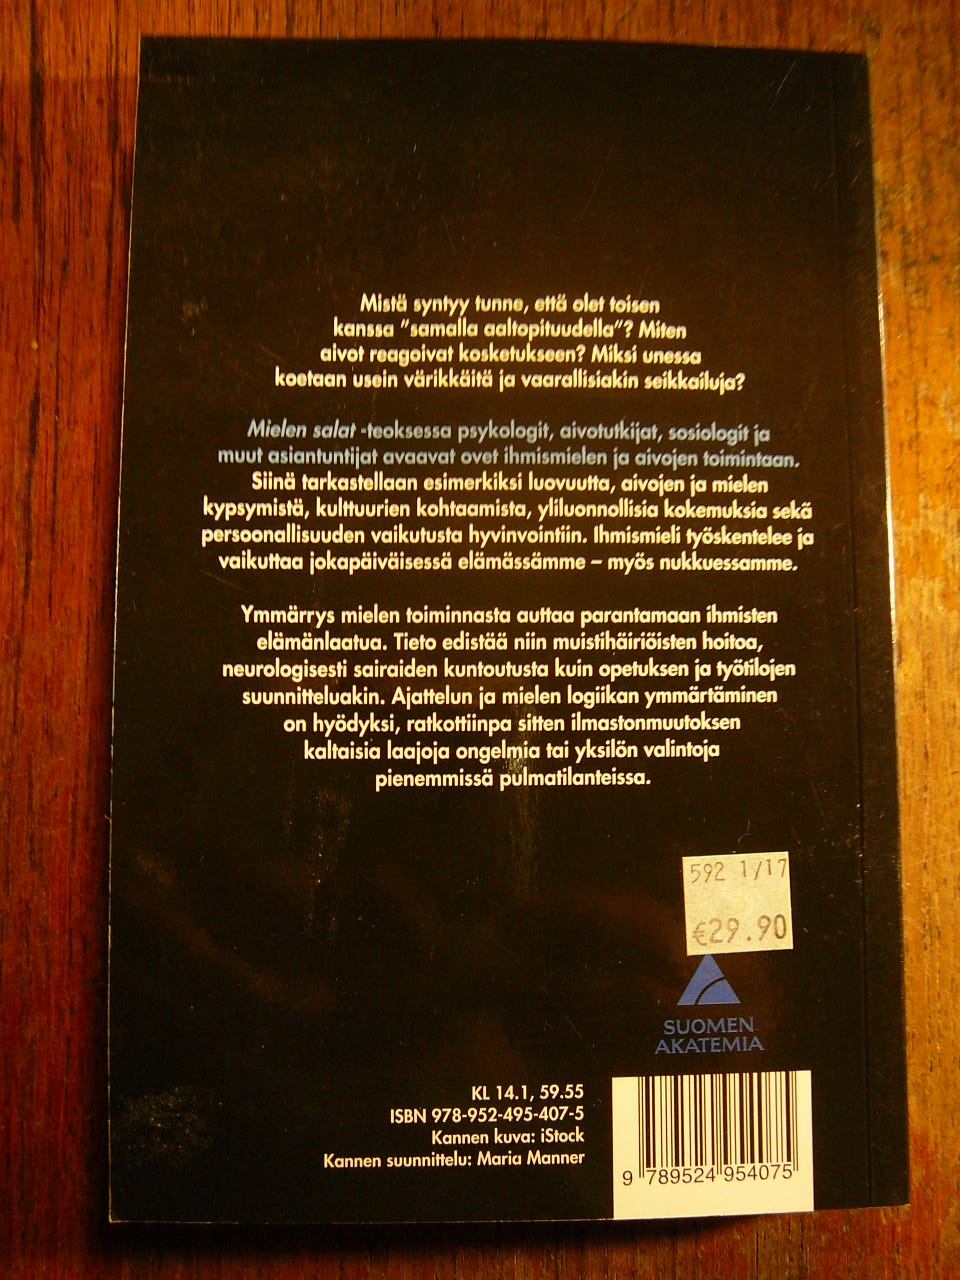 Mistä syntyy tunne, että olet toisen
kanssa "samalla aaltopituudella"? Miten
aivot reagoivat kosketukseen? Miksi unessa
koetaan usein värikkäitä ja vaarallisiakin seikkailuja?
Mielen salat -teoksessa psykologit, aivotutkijat, sosiologit ja
muut asiantuntijat avaavat ovet ihmismielen ja aivojen toimintaan.
Siinä tarkastellaan esimerkiksi luovuutta, aivojen ja mielen
kypsymistä, kulttuurien kohtaamista, yliluonnollisia kokemuksia sekä
persoonallisuuden vaikutusta hyvinvointiin. Ihmismieli työskentelee ja
vaikuttaa jokapäiväisessä elämässämme – myös nukkuessamme.
Ymmärrys mielen toiminnasta auttaa parantamaan ihmisten
elämänlaatua. Tieto edistää niin muistihäiriöisten hoitoa,
neurologisesti sairaiden kuntoutusta kuin opetuksen ja työtilojen
suunnitteluakin. Ajattelun ja mielen logiikan ymmärtäminen
on hyödyksi, ratkottiinpa sitten ilmastonmuutoksen
kaltaisia laajoja ongelmia tai yksilön valintoja
pienemmissä pulmatilanteissa.
592 1/17
€29.90
SUOMEN
AKATEMIA
KL 14.1, 59.55
ISBN 978-952-495-407-5
Kannen kuva: iStock
Kannen suunnittelu: Maria Manner
9 789524 954075